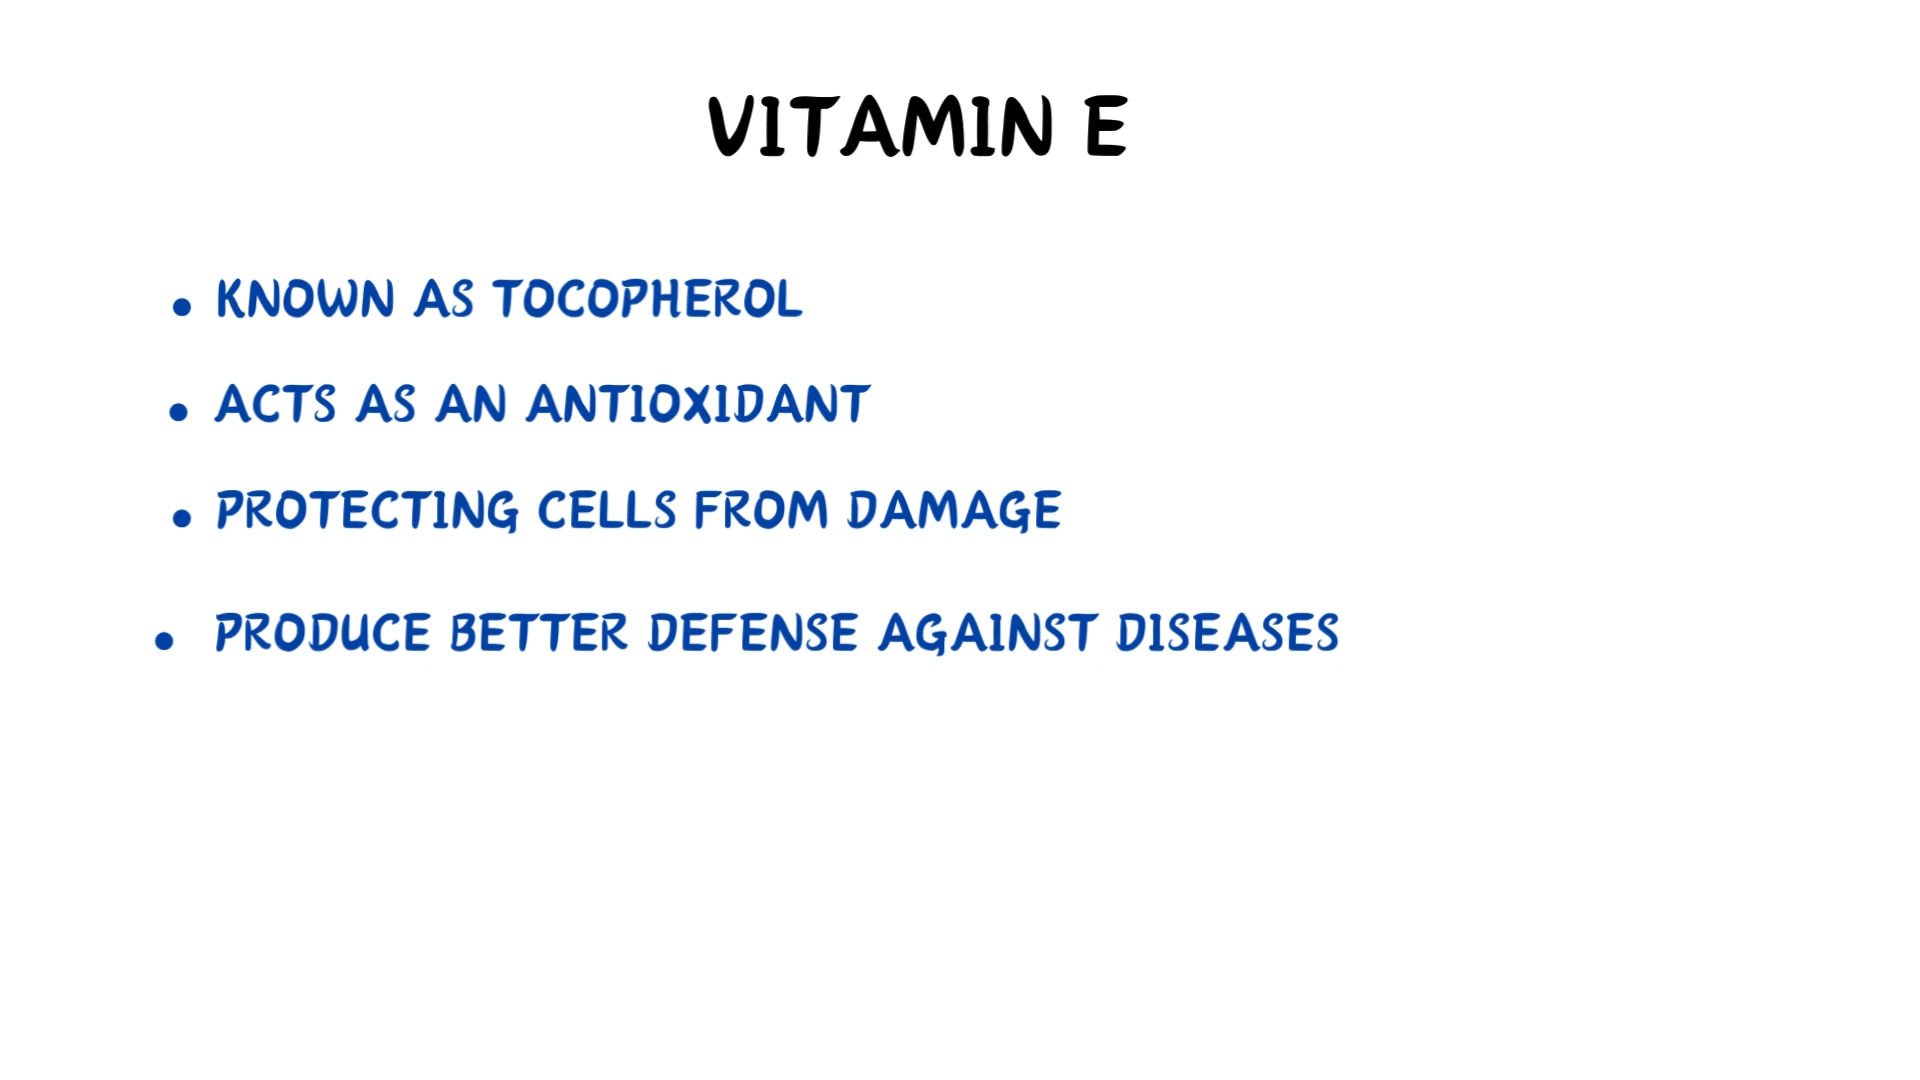 VITAMIN E
• KNOWN AS TOCOPHEROL
• ACTS AS AN ANTIOXIDANT
• PROTECTING CELLS FROM DAMAGE
• PRODUCE BETTER DEFENSE AGAINST DISEASES